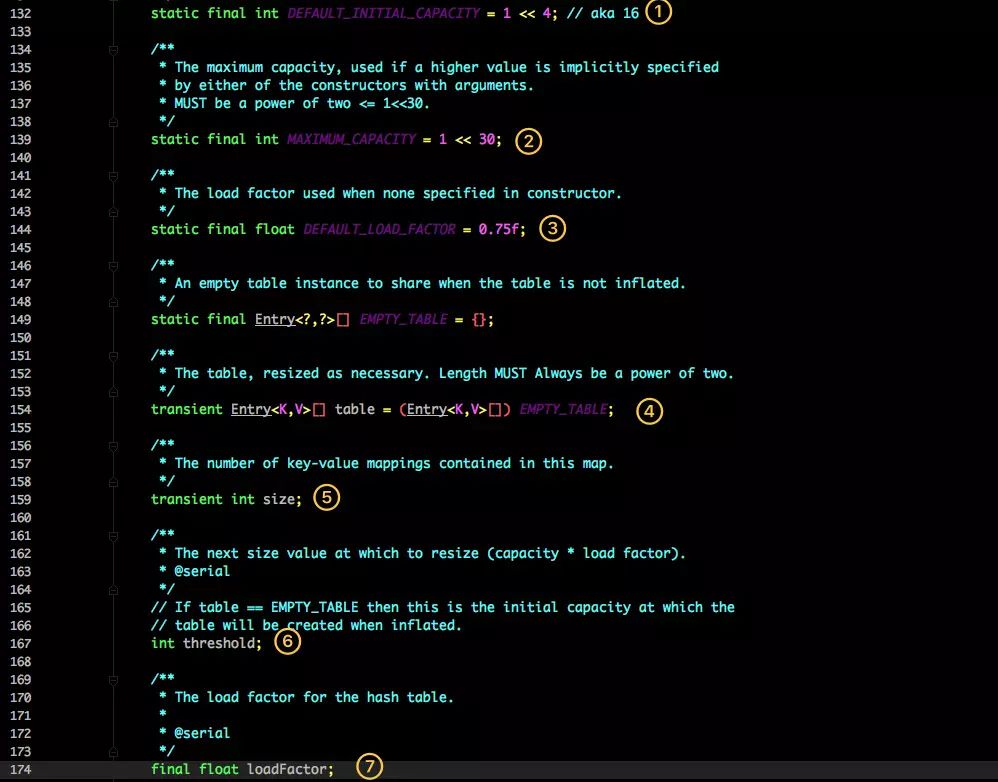 132 static final int DEFAULT_INITIAL_CAPACITY = 1 << 4; // aka 16 ①
133
134 /**
135 * The maximum capacity, used if a higher value is implicitly specified
136 * by either of the constructors with arguments.
137 * MUST be a power of two <= 1<<30.
138 */
139 static final int MAXIMUM_CAPACITY = 1 << 30; ②
140
141 /**
142 * The load factor used when none specified in constructor.
143 */
144 static final float DEFAULT_LOAD_FACTOR = 0.75f; ③
145
146 /**
147 * An empty table instance to share when the table is not inflated.
148 */
149 static final Entry<?,?>[] EMPTY_TABLE = {};
150
151 /**
152 * The table, resized as necessary. Length MUST Always be a power of two.
153 */
154 transient Entry<K,V>[] table = (Entry<K,V>[]) EMPTY_TABLE; ④
155
156 /**
157 * The number of key-value mappings contained in this map.
158 */
159 transient int size; ⑤
160
161 /**
162 * The next size value at which to resize (capacity * load factor).
163 * @serial
164 */
165 // If table == EMPTY_TABLE then this is the initial capacity at which the
166 // table will be created when inflated.
167 int threshold; ⑥
168
169 /**
170 * The load factor for the hash table.
171 *
172 * @serial
173 */
174 final float loadFactor; ⑦